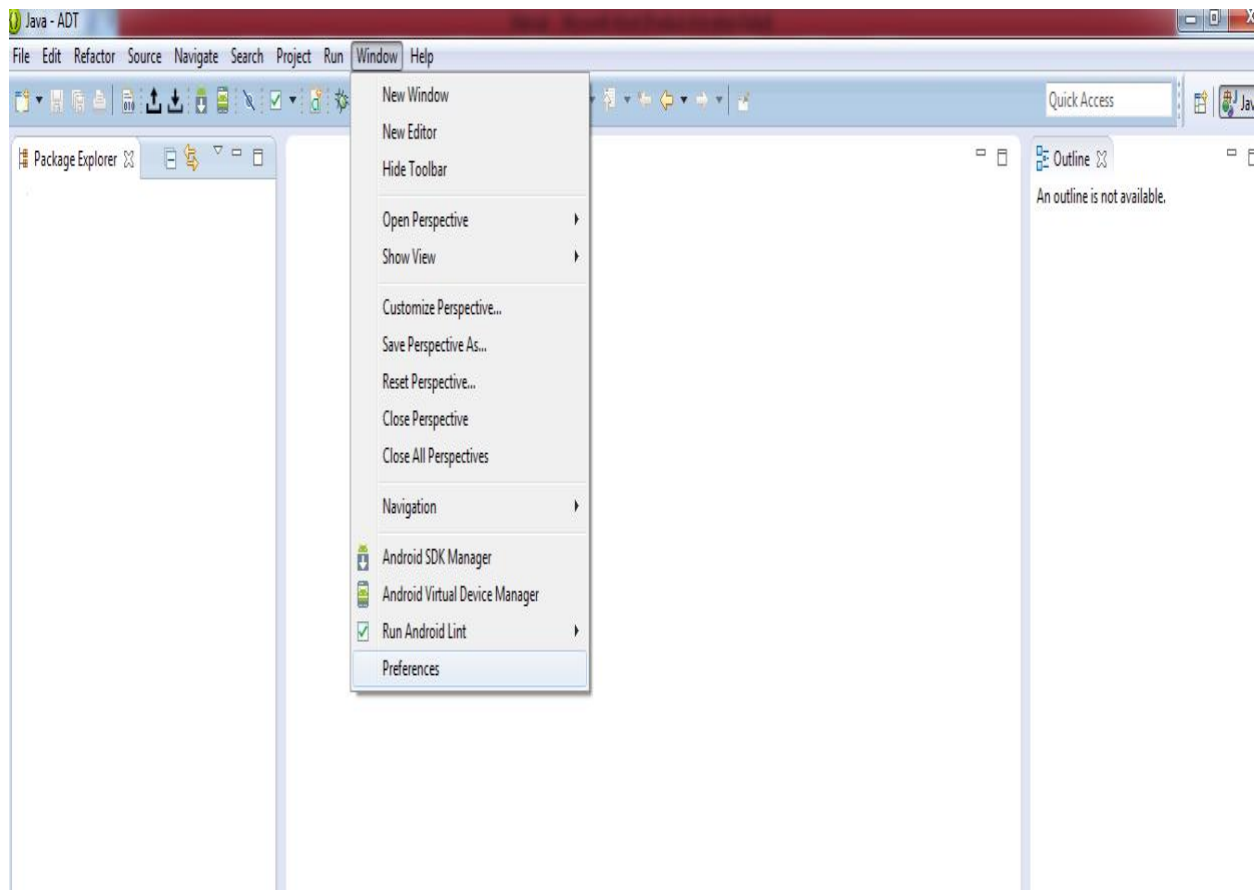 Java - ADT
File Edit Refactor Source Navigate Search Project Run Window Help
New Window
New Editor
Hide Toolbar
Open Perspective
Show View
Customize Perspective...
Save Perspective As...
Reset Perspective...
Close Perspective
Close All Perspectives
Navigation
Android SDK Manager
Android Virtual Device Manager
Run Android Lint
Preferences
Quick Access
Package Explorer
Outline
An outline is not available.